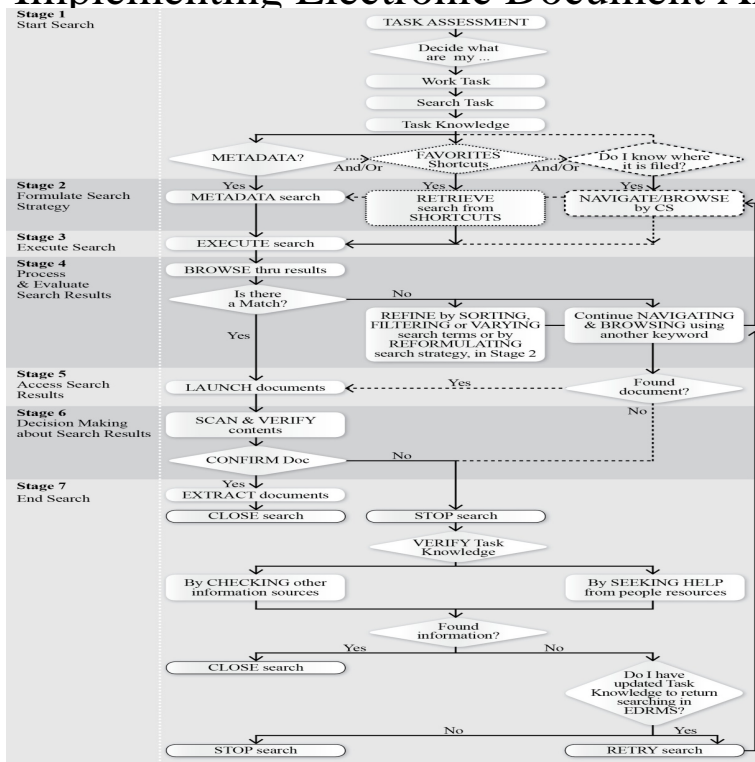 Implementing Electronic Document An
Stage 1
Start Search
TASK ASSESSMENT
Decide what
are my ...
Work Task
Search Task
Task Knowledge
METADATA?
And/Or
FAVORITES
Shortcuts
And/Or
Do I know where
it is filed?
Stage 2
Formulate Search
Strategy
Yes
METADATA search
Yes
RETRIEVE
search from
SHORTCUTS
Yes
NAVIGATE/BROWSE
by CS
Stage 3
Execute Search
EXECUTE search
Stage 4
Process
& Evaluate
Search Results
BROWSE thru results
Is there
a Match?
No
Yes
REFINE by SORTING,
FILTERING or VARYING
search terms or by
REFORMULATING
search strategy, in Stage 2
Continue NAVIGATING
& BROWSING using
another keyword
Stage 5
Access Search
Results
LAUNCH documents
Yes
Found
document?
No
Stage 6
Decision Making
about Search Results
SCAN & VERIFY
contents
CONFIRM Doc
No
Stage 7
End Search
Yes
EXTRACT documents
CLOSE search
STOP search
VERIFY Task
Knowledge
By CHECKING other
information sources
By SEEKING HELP
from people resources
Found
information?
Yes
No
CLOSE search
Do I have
updated Task
Knowledge to return
searching in
EDRMS?
No
Yes
STOP search
RETRY search